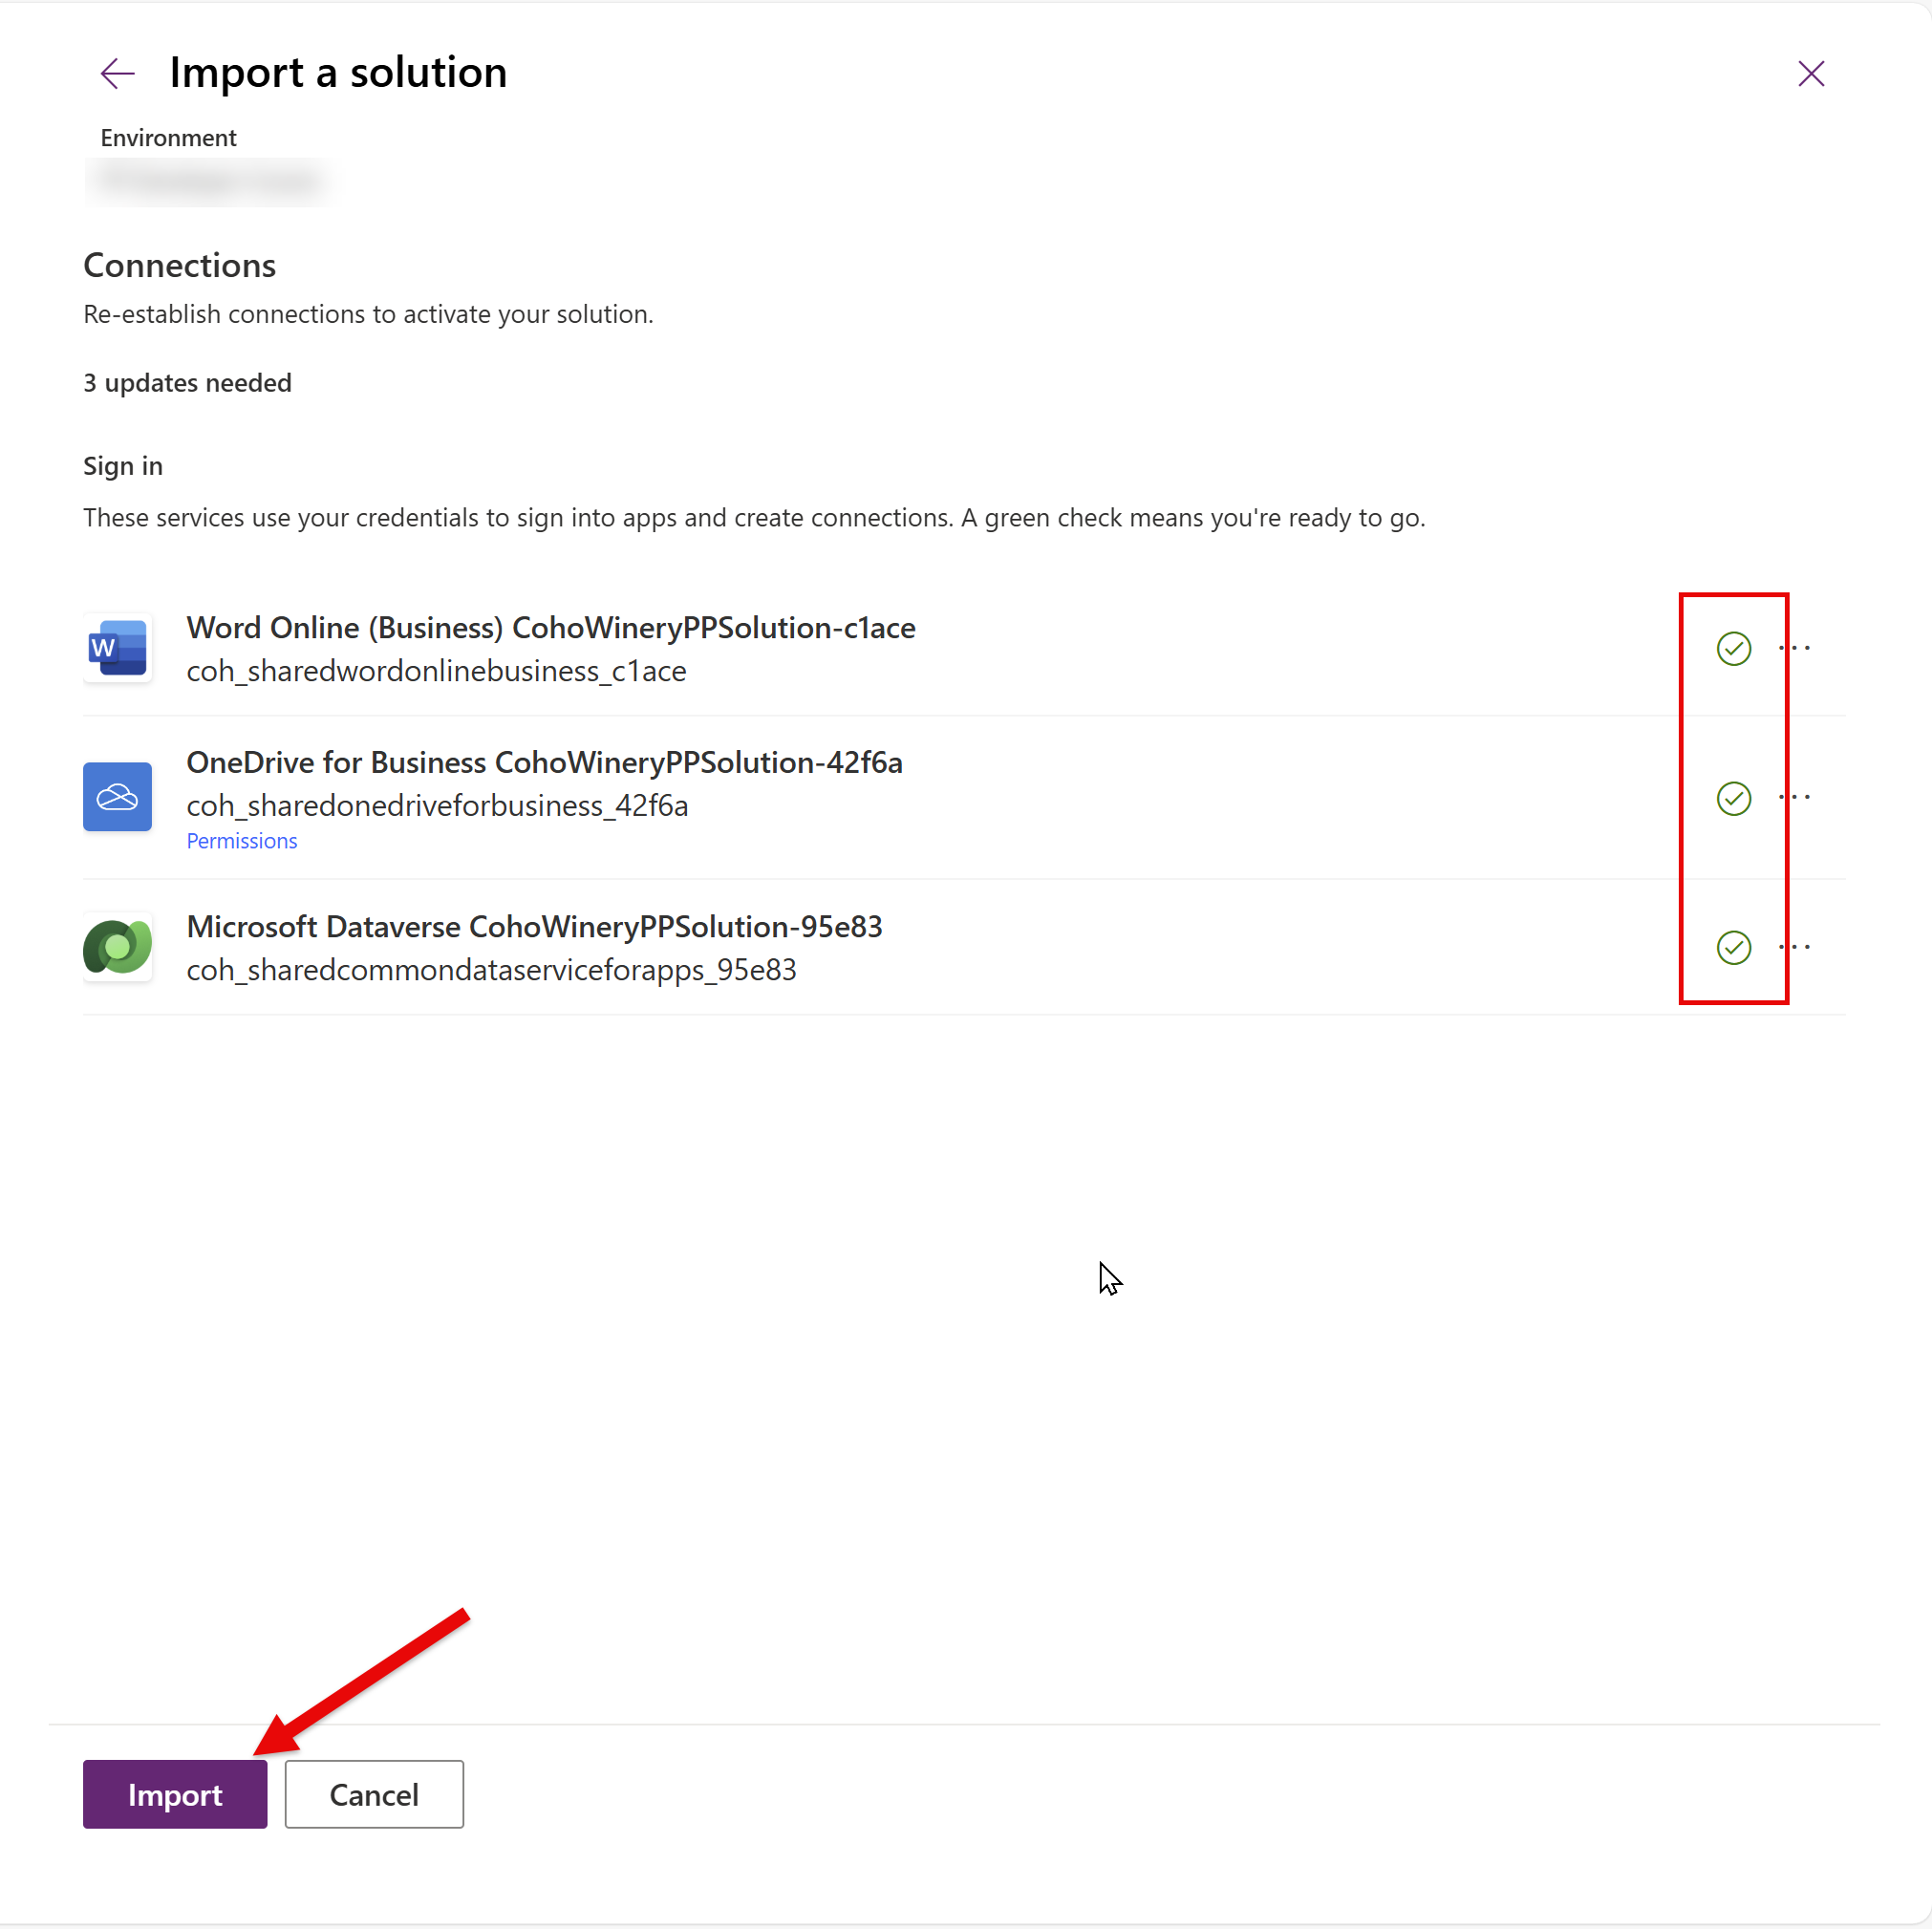 Import a solution
Environment
Connections
Re-establish connections to activate your solution.
3 updates needed
Sign in
These services use your credentials to sign into apps and create connections. A green check means you're ready to go.
W
Word Online (Business) CohoWineryPPSolution-c1ace
coh_sharedwordonlinebusiness_c1ace
OneDrive for Business CohoWineryPPSolution-42f6a
coh_sharedonedriveforbusiness_42f6a
Permissions
Microsoft Dataverse CohoWineryPPSolution-95e83
coh_sharedcommondataserviceforapps_95e83
Import
Cancel